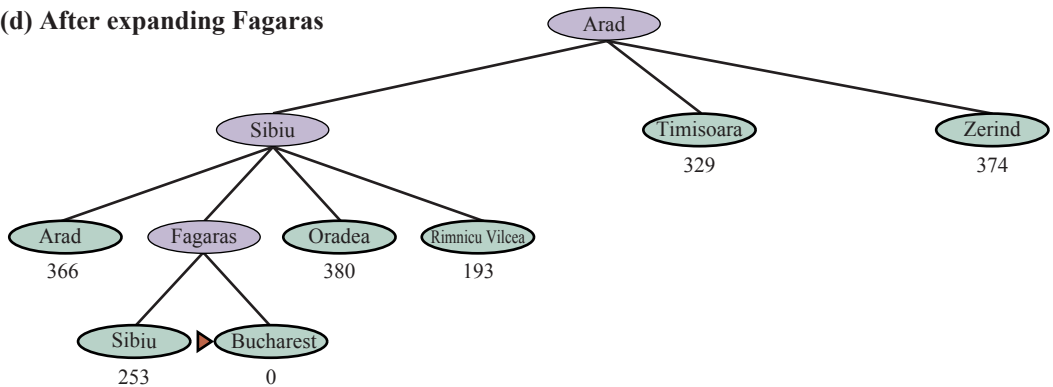 (d) After expanding Fagaras
Arad
Sibiu
Timisoara
Zerind
329
374
Arad
Fagaras
Oradea
Rimnicu Vilcea
366
380
193
Sibiu
Bucharest
253
0